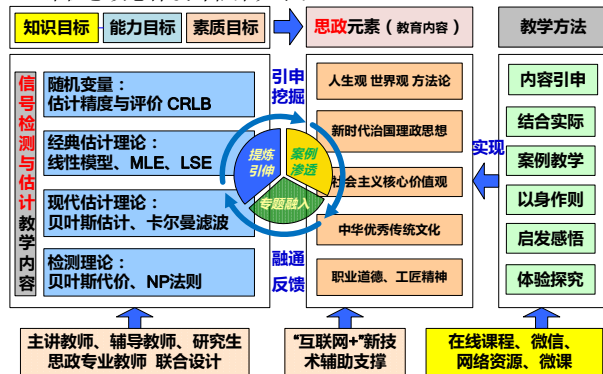 知识目标
能力目标
素质目标
思政元素（教育内容）
教学方法
信号检测与估计教学内容
随机变量：
估计精度与评价 CRLB
经典估计理论：
线性模型、MLE、LSE
现代估计理论：
贝叶斯估计、卡尔曼滤波
检测理论：
贝叶斯代价、NP法则
引申
挖掘
提炼
引伸
案例
渗透
专题融入
融通
反馈
人生观 世界观 方法论
新时代治国理政思想
社会主义核心价值观
中华优秀传统文化
职业道德、工匠精神
实现
内容引申
结合实际
案例教学
以身作则
启发感悟
体验探究
主讲教师、辅导教师、研究生
思政专业教师 联合设计
“互联网+”新技
术辅助支撑
在线课程、微信、
网络资源、微课